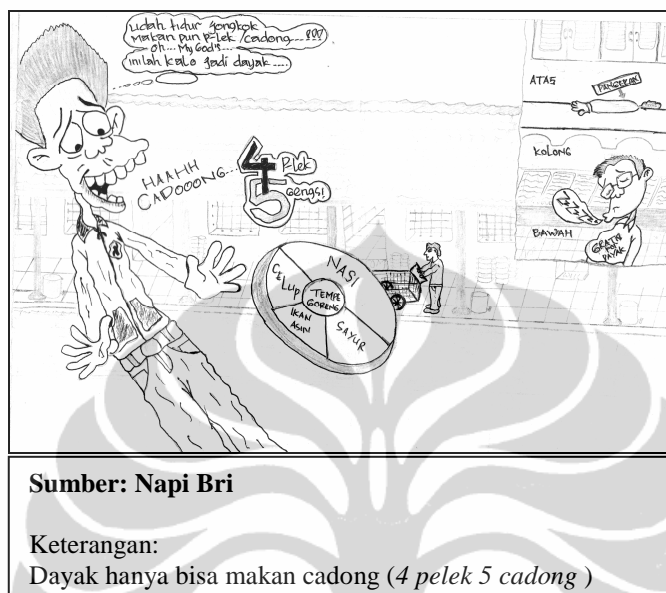 udah tidur jongkok
makan pun p-lek /cadong....
oh... My God's....
inilah kalo jadi dayak ....
HAAHH
CADOOONG...
4
P-lek
5
Gengs!
NASI
CELUP
TEMPE
GORENG
IKAN
ASIN
SAYUR
ATAS
KOLONG
BAWAH
GRATIS
Sumber: Napi Bri
Keterangan:
Dayak hanya bisa makan cadong (4 pelek 5 cadong )